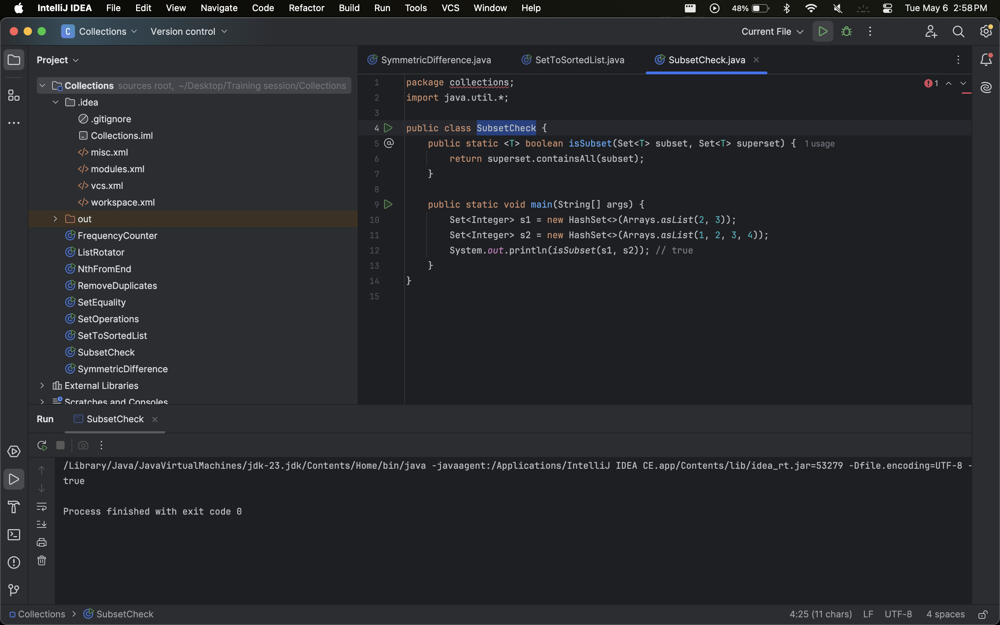 IntelliJ IDEA File Edit View Navigate Code Refactor Build Run Tools VCS Window Help 48% Tue May 6 2:58 PM
C Collections Version control Current File
Project
Collections sources root, ~/Desktop/Training session/Collections
.idea
.gitignore
Collections.iml
misc.xml
modules.xml
vcs.xml
workspace.xml
out
FrequencyCounter
ListRotator
NthFromEnd
RemoveDuplicates
SetEquality
SetOperations
SetToSortedList
SubsetCheck
SymmetricDifference
External Libraries
Scratches and Consoles
SymmetricDifference.java SetToSortedList.java SubsetCheck.java
1 package collections; 1
2 import java.util.*;
3
4 public class SubsetCheck {
5 @ public static <T> boolean isSubset(Set<T> subset, Set<T> superset) { 1 usage
6 return superset.containsAll(subset);
7 }
8
9 public static void main(String[] args) {
10 Set<Integer> s1 = new HashSet<>(Arrays.asList(2, 3));
11 Set<Integer> s2 = new HashSet<>(Arrays.asList(1, 2, 3, 4));
12 System.out.println(isSubset(s1, s2)); // true
13 }
14 }
15
Run SubsetCheck
/Library/Java/JavaVirtualMachines/jdk-23.jdk/Contents/Home/bin/java -javaagent:/Applications/IntelliJ IDEA CE.app/Contents/lib/idea_rt.jar=53279 -Dfile.encoding=UTF-8 -
true
Process finished with exit code 0
Collections > SubsetCheck 4:25 (11 chars) LF UTF-8 4 spaces